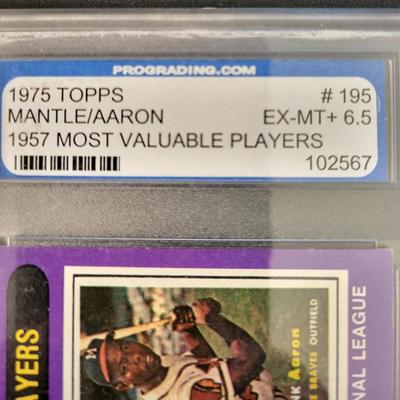 PROGRADING.COM
1975 TOPPS # 195
MANTLE/AARON EX-MT+ 6.5
1957 MOST VALUABLE PLAYERS
102567
AYERS
NK Aaron
E BRAVES OUTFIELD
NAL LEAGUE
M